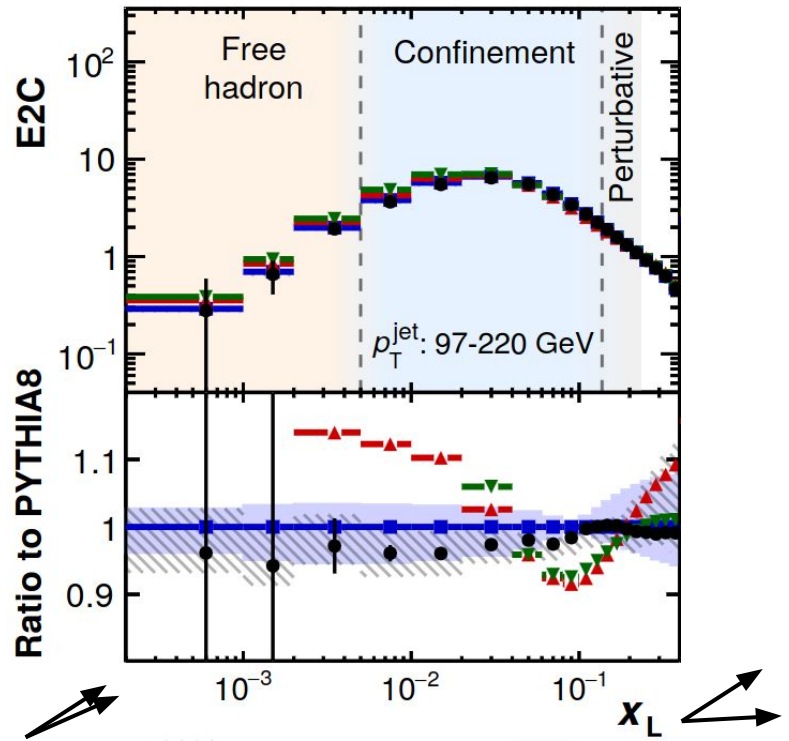 E2C
10²
10
1
10⁻¹
Free
hadron
Confinement
Perturbative
p_T^jet: 97-220 GeV
Ratio to PYTHIA8
1.1
1
0.9
10⁻³
10⁻²
10⁻¹
x_L